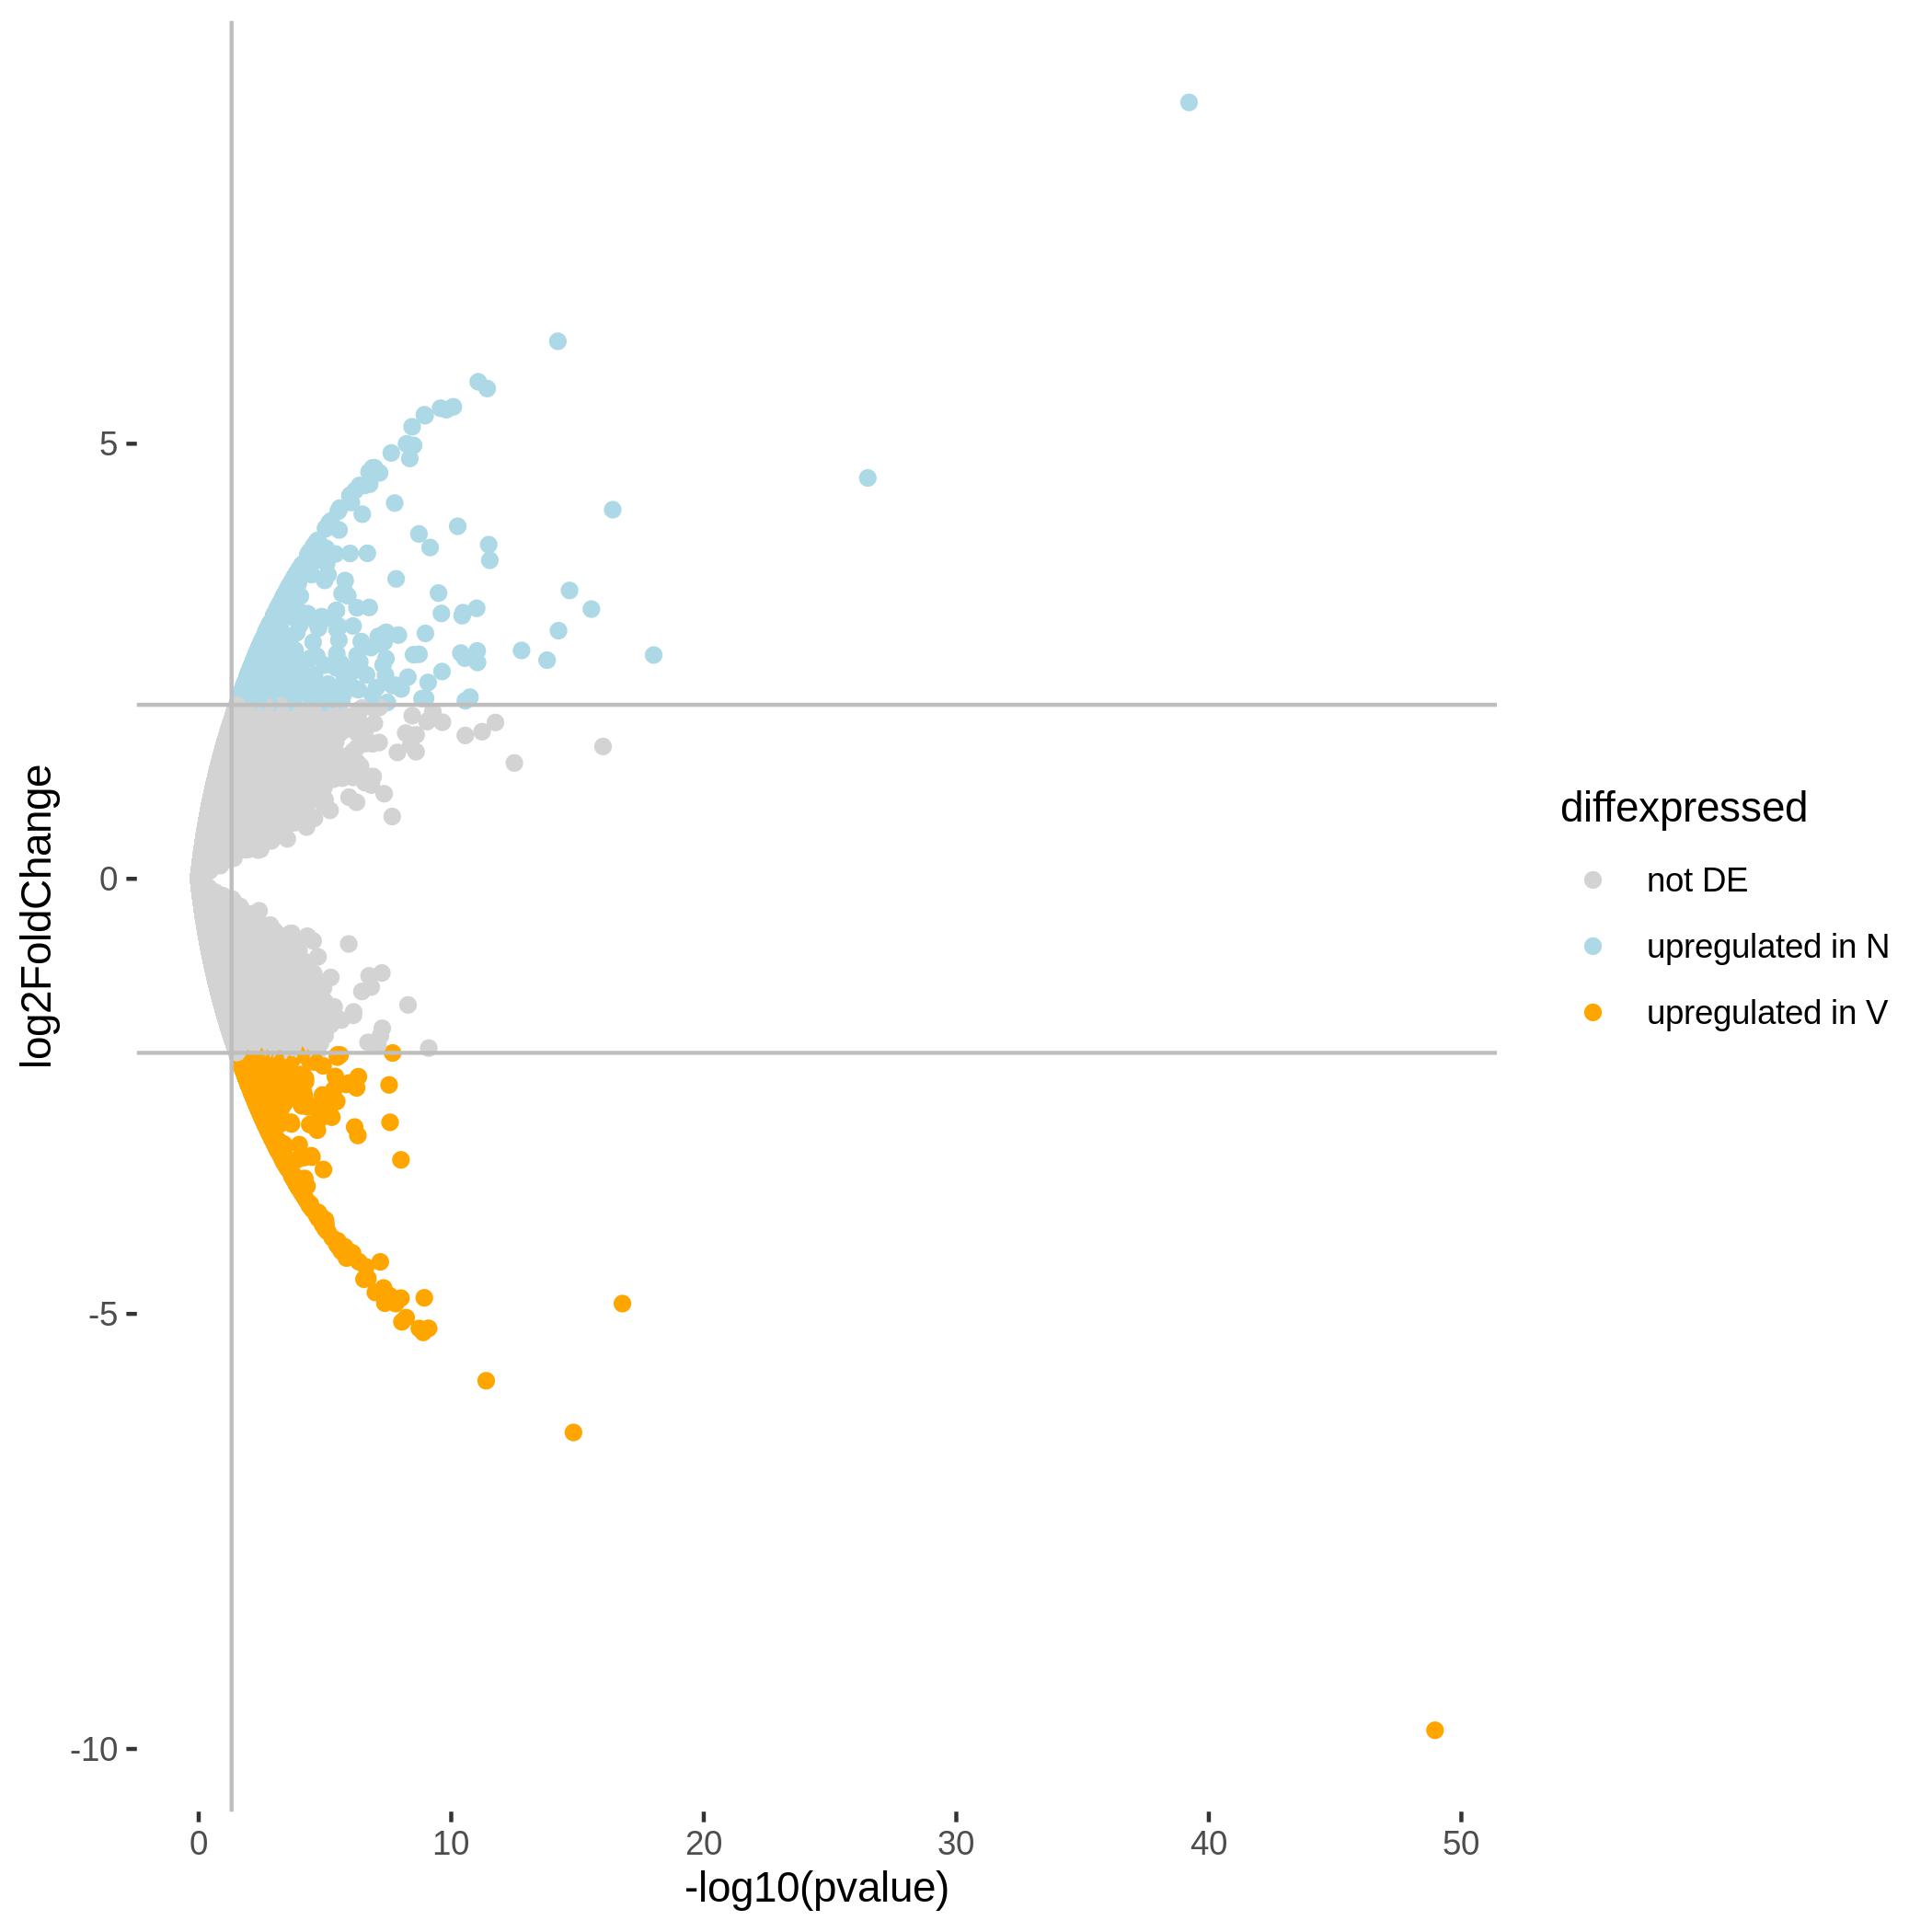 log2FoldChange
5
0
-5
-10
0
10
20
30
40
50
-log10(pvalue)
diffexpressed
not DE
upregulated in N
upregulated in V